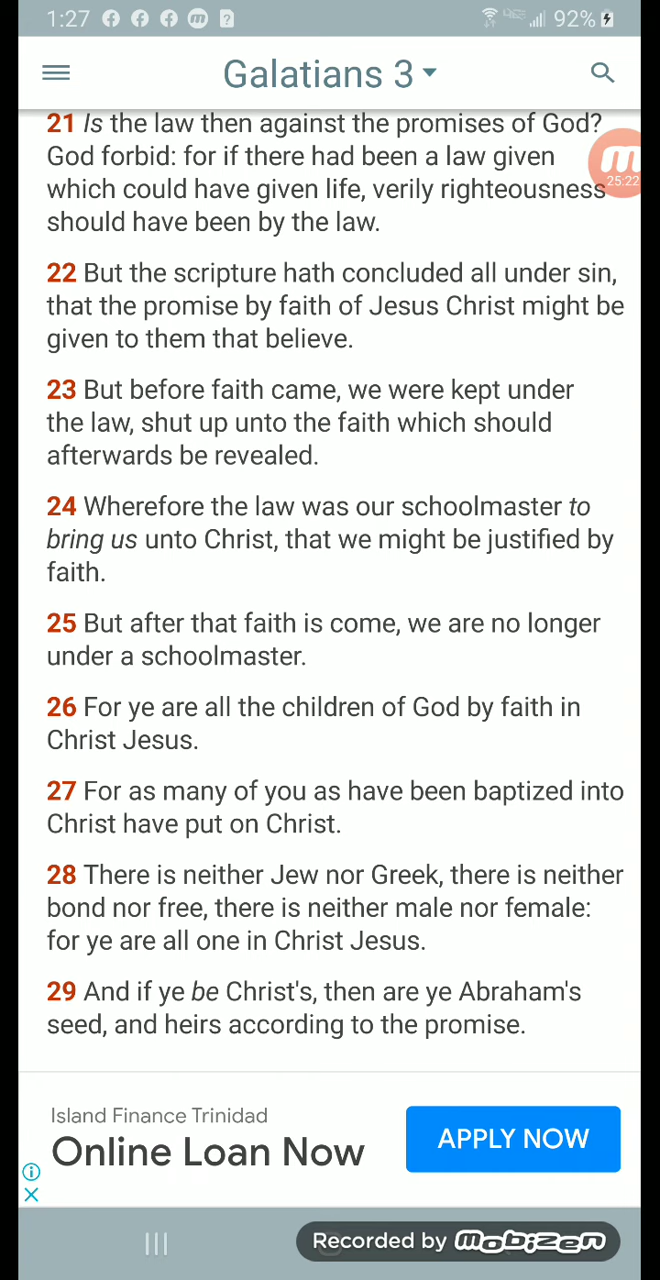 1:27 92%
Galatians 3
21 Is the law then against the promises of God?
God forbid: for if there had been a law given
which could have given life, verily righteousness
should have been by the law.
25:22
22 But the scripture hath concluded all under sin,
that the promise by faith of Jesus Christ might be
given to them that believe.
23 But before faith came, we were kept under
the law, shut up unto the faith which should
afterwards be revealed.
24 Wherefore the law was our schoolmaster to
bring us unto Christ, that we might be justified by
faith.
25 But after that faith is come, we are no longer
under a schoolmaster.
26 For ye are all the children of God by faith in
Christ Jesus.
27 For as many of you as have been baptized into
Christ have put on Christ.
28 There is neither Jew nor Greek, there is neither
bond nor free, there is neither male nor female:
for ye are all one in Christ Jesus.
29 And if ye be Christ's, then are ye Abraham's
seed, and heirs according to the promise.
Island Finance Trinidad
Online Loan Now
APPLY NOW
Recorded by mobizen